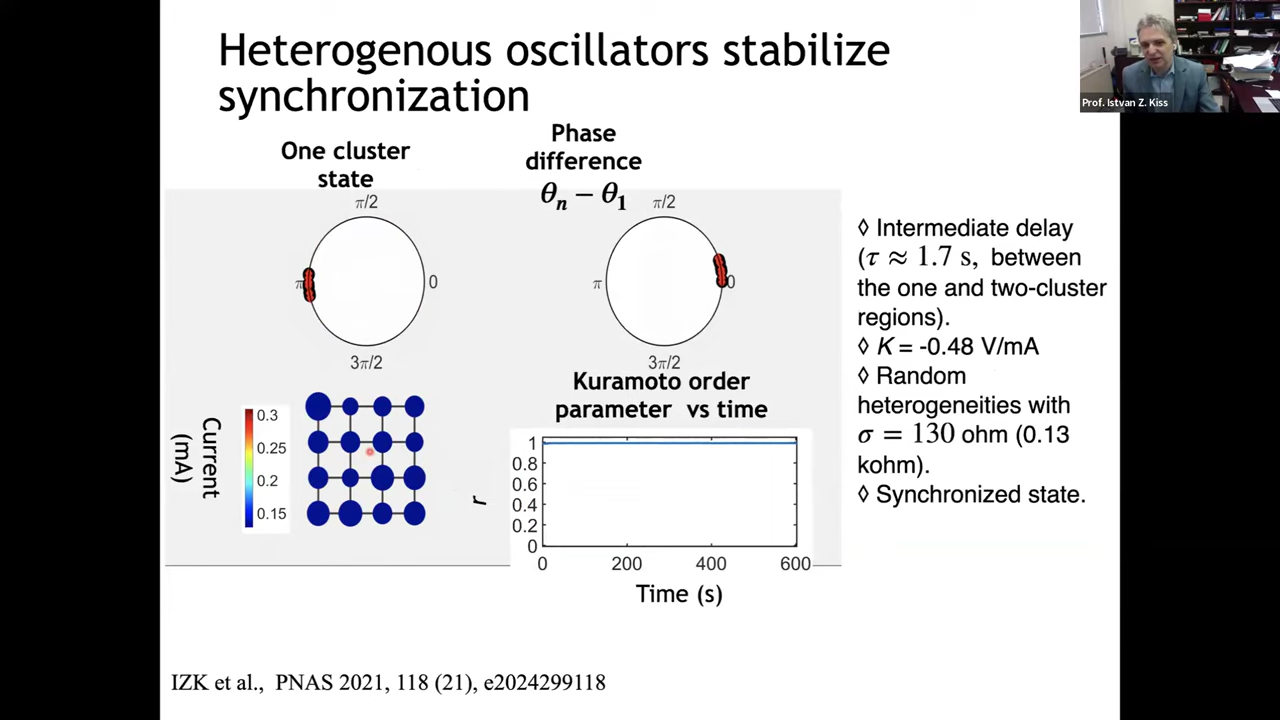 Heterogenous oscillators stabilize
synchronization
Prof. Istvan Z. Kiss
One cluster
state
Phase
difference
θn − θ1
π/2
π
0
3π/2
π/2
π
0
3π/2
Current
(mA)
0.3
0.25
0.2
0.15
Kuramoto order
parameter vs time
r
1
0.8
0.6
0.4
0.2
0
0
200
400
600
Time (s)
◊ Intermediate delay
(τ ≈ 1.7 s, between
the one and two-cluster
regions).
◊ K = -0.48 V/mA
◊ Random
heterogeneities with
σ = 130 ohm (0.13
kohm).
◊ Synchronized state.
IZK et al., PNAS 2021, 118 (21), e2024299118